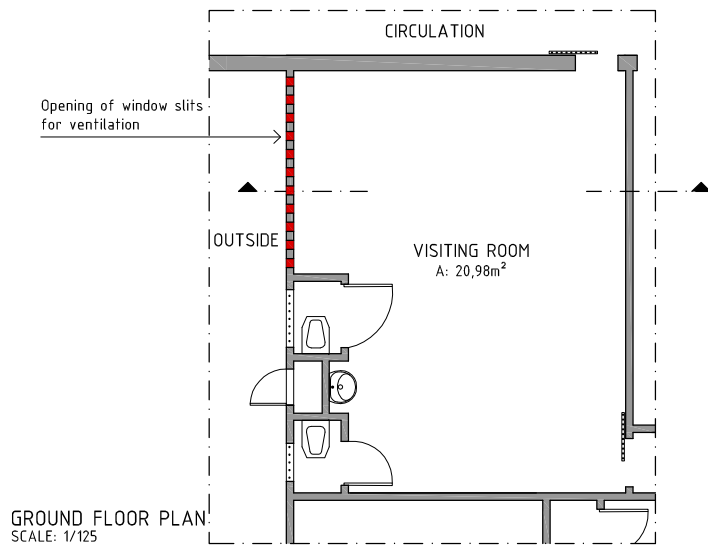 CIRCULATION
Opening of window slits
for ventilation
OUTSIDE
VISITING ROOM
A: 20,98m²
GROUND FLOOR PLAN
SCALE: 1/125